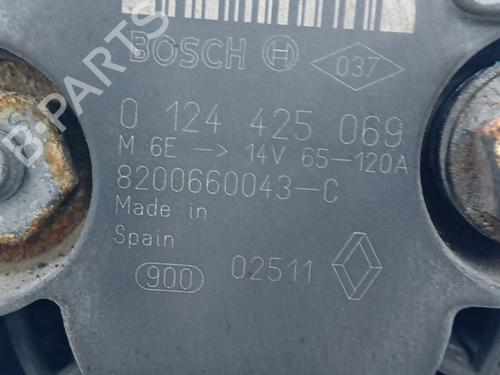 B-PARTS
BOSCH 037
0 124 425 069
M 6E -> 14V 65-120A
8200660043-C
Made in
Spain
900 02511